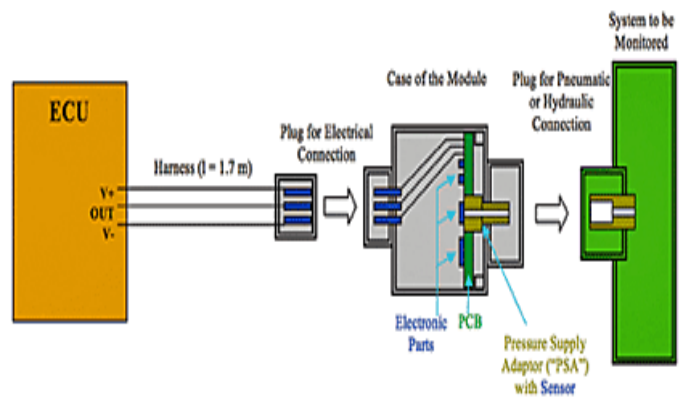 System to be
Monitored
Case of the Module
Plug for Pneumatic
or Hydraulic
Connection
ECU
Plug for Electrical
Connection
Harness (l = 1.7 m)
V+
OUT
V-
Electronic
Parts
PCB
Pressure Supply
Adaptor ("PSA")
with Sensor